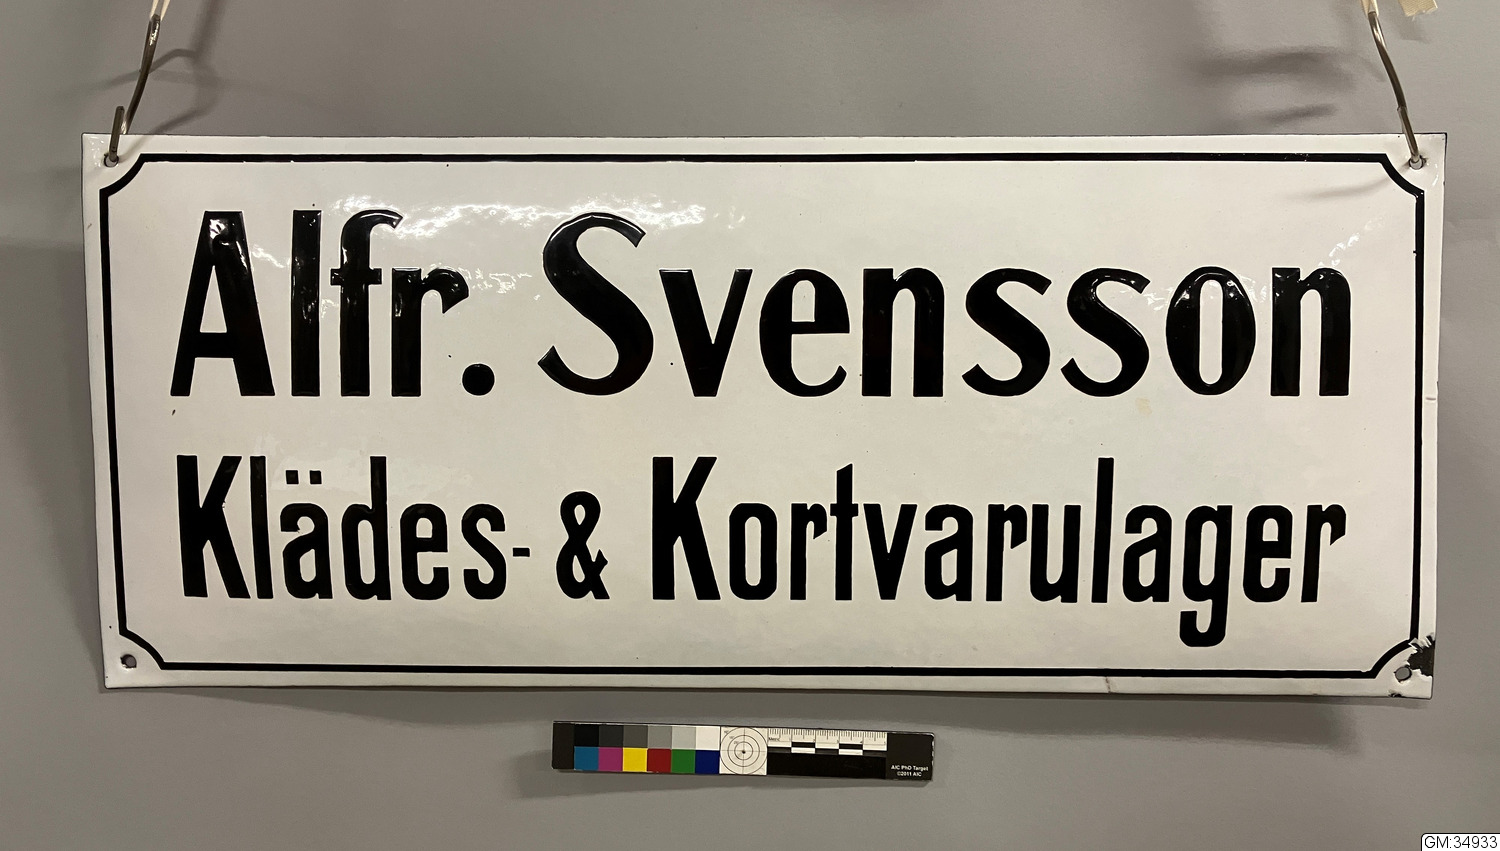 Alfr. Svensson
Klädes- & Kortvarulager
AIC PhD Target
©2011 AIC
GM:34933